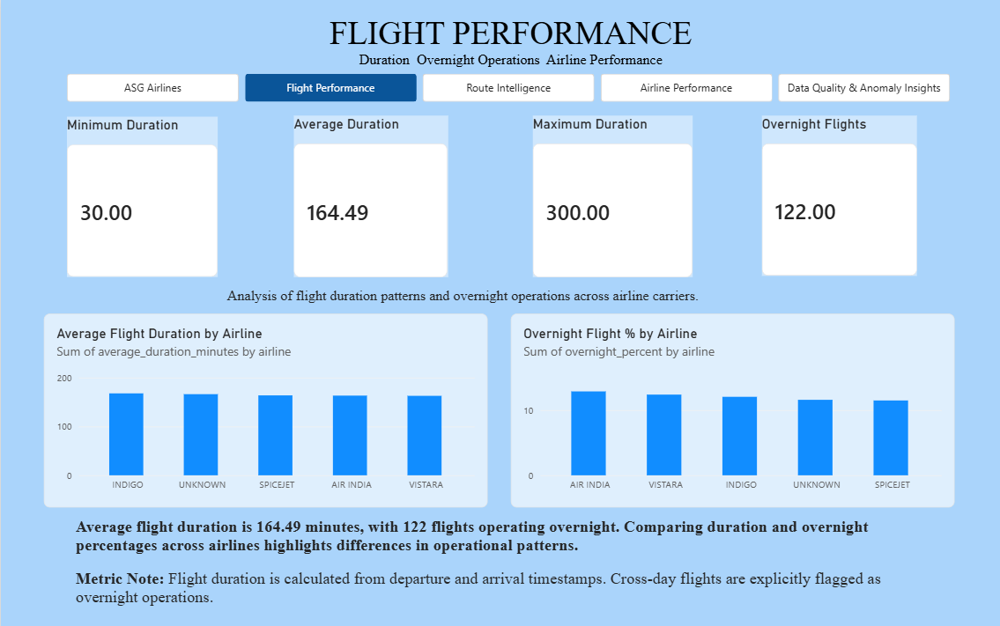 FLIGHT PERFORMANCE
Duration Overnight Operations Airline Performance
ASG Airlines
Flight Performance
Route Intelligence
Airline Performance
Data Quality & Anomaly Insights
Minimum Duration
30.00
Average Duration
164.49
Maximum Duration
300.00
Overnight Flights
122.00
Analysis of flight duration patterns and overnight operations across airline carriers.
Average Flight Duration by Airline
Sum of average_duration_minutes by airline
200
100
0
INDIGO
UNKNOWN
SPICEJET
AIR INDIA
VISTARA
Overnight Flight % by Airline
Sum of overnight_percent by airline
10
0
AIR INDIA
VISTARA
INDIGO
UNKNOWN
SPICEJET
Average flight duration is 164.49 minutes, with 122 flights operating overnight. Comparing duration and overnight
percentages across airlines highlights differences in operational patterns.
Metric Note: Flight duration is calculated from departure and arrival timestamps. Cross-day flights are explicitly flagged as
overnight operations.